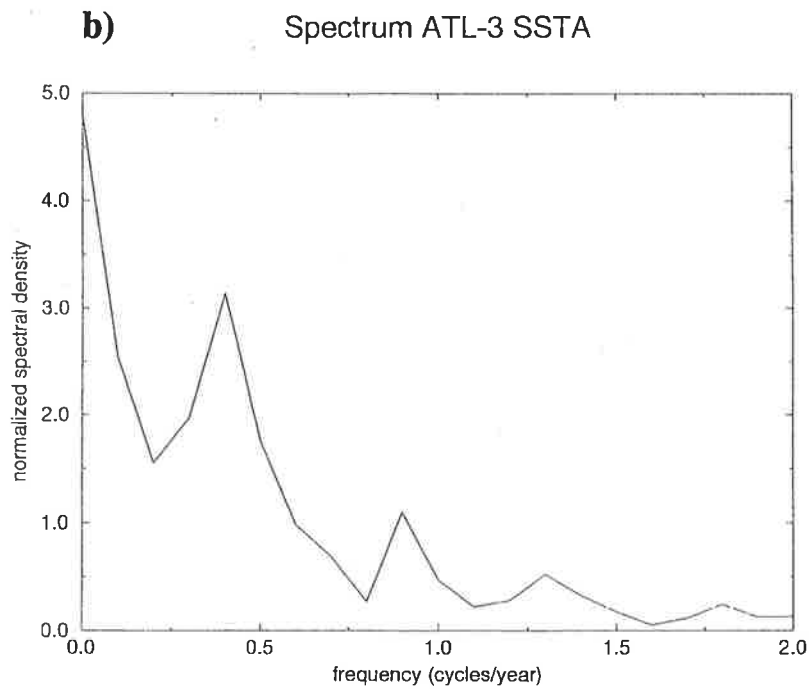 b) Spectrum ATL-3 SSTA
5.0
4.0
3.0
2.0
1.0
0.0
normalized spectral density
0.0 0.5 1.0 1.5 2.0
frequency (cycles/year)